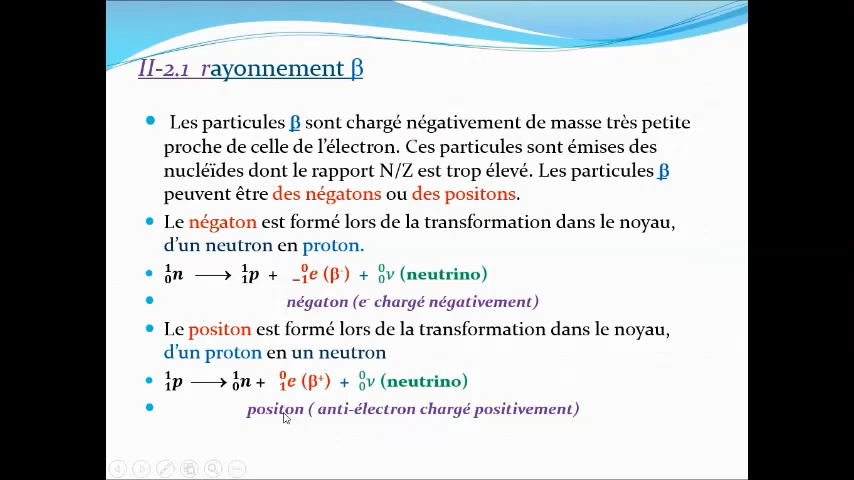 II-2.1 rayonnement β
Les particules β sont chargé négativement de masse très petite
proche de celle de l'électron. Ces particules sont émises des
nucléïdes dont le rapport N/Z est trop élevé. Les particules β
peuvent être des négatons ou des positons.
Le négaton est formé lors de la transformation dans le noyau,
d'un neutron en proton.
¹₀n ⟶ ¹₁p + ⁰₋₁e (β⁻) + ⁰₀ν (neutrino)
négaton (e⁻ chargé négativement)
Le positon est formé lors de la transformation dans le noyau,
d'un proton en un neutron
¹₁p ⟶ ¹₀n + ⁰₁e (β⁺) + ⁰₀ν (neutrino)
positon ( anti-électron chargé positivement)